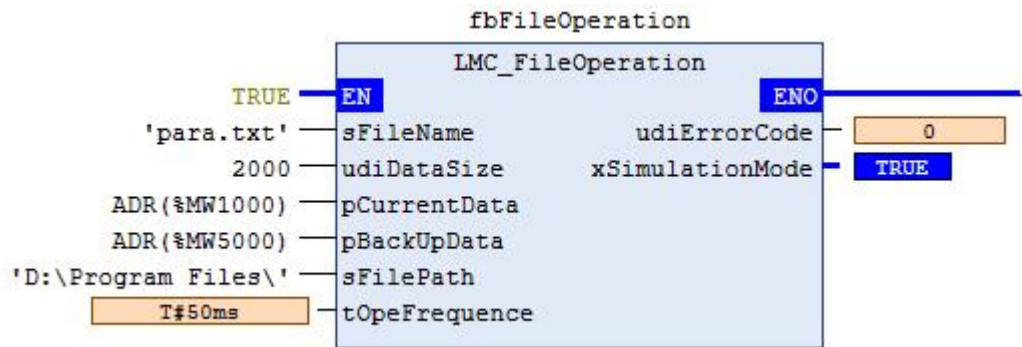 fbFileOperation
LMC_FileOperation
TRUE EN ENO
'para.txt' sFileName udiErrorCode 0
2000 udiDataSize xSimulationMode TRUE
ADR(%MW1000) pCurrentData
ADR(%MW5000) pBackUpData
'D:\Program Files\' sFilePath
T#50ms tOpeFrequence